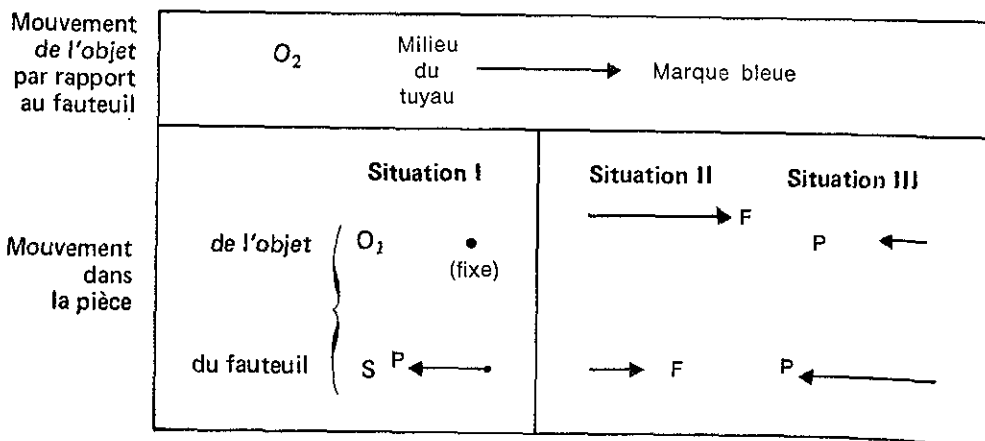 Mouvement
de l'objet
par rapport
au fauteuil
O₂
Milieu
du
tuyau
Marque bleue
Situation I
Situation II
Situation III
Mouvement
dans
la pièce
de l'objet
O₂
(fixe)
F
P
du fauteuil
S P
F
P